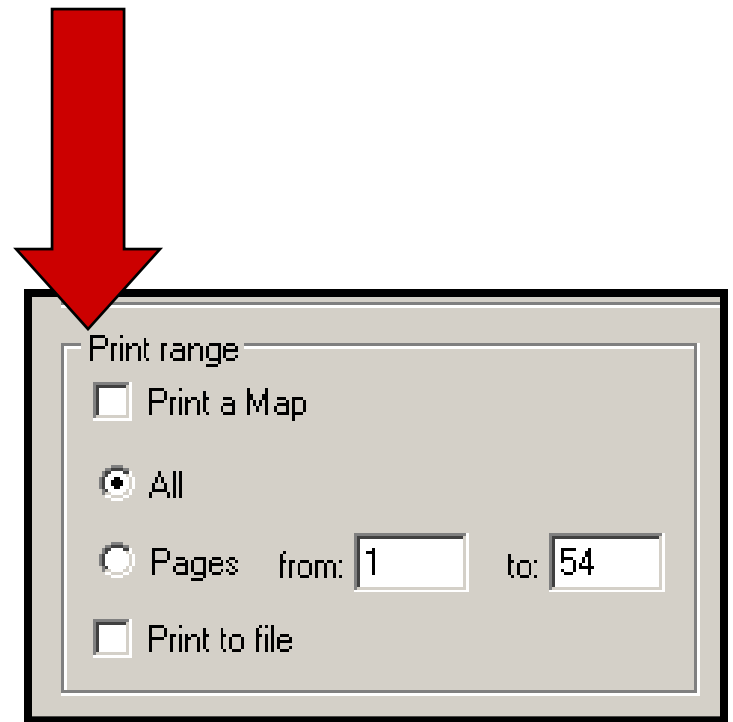 Print range
Print a Map
All
Pages from: 1 to: 54
Print to file